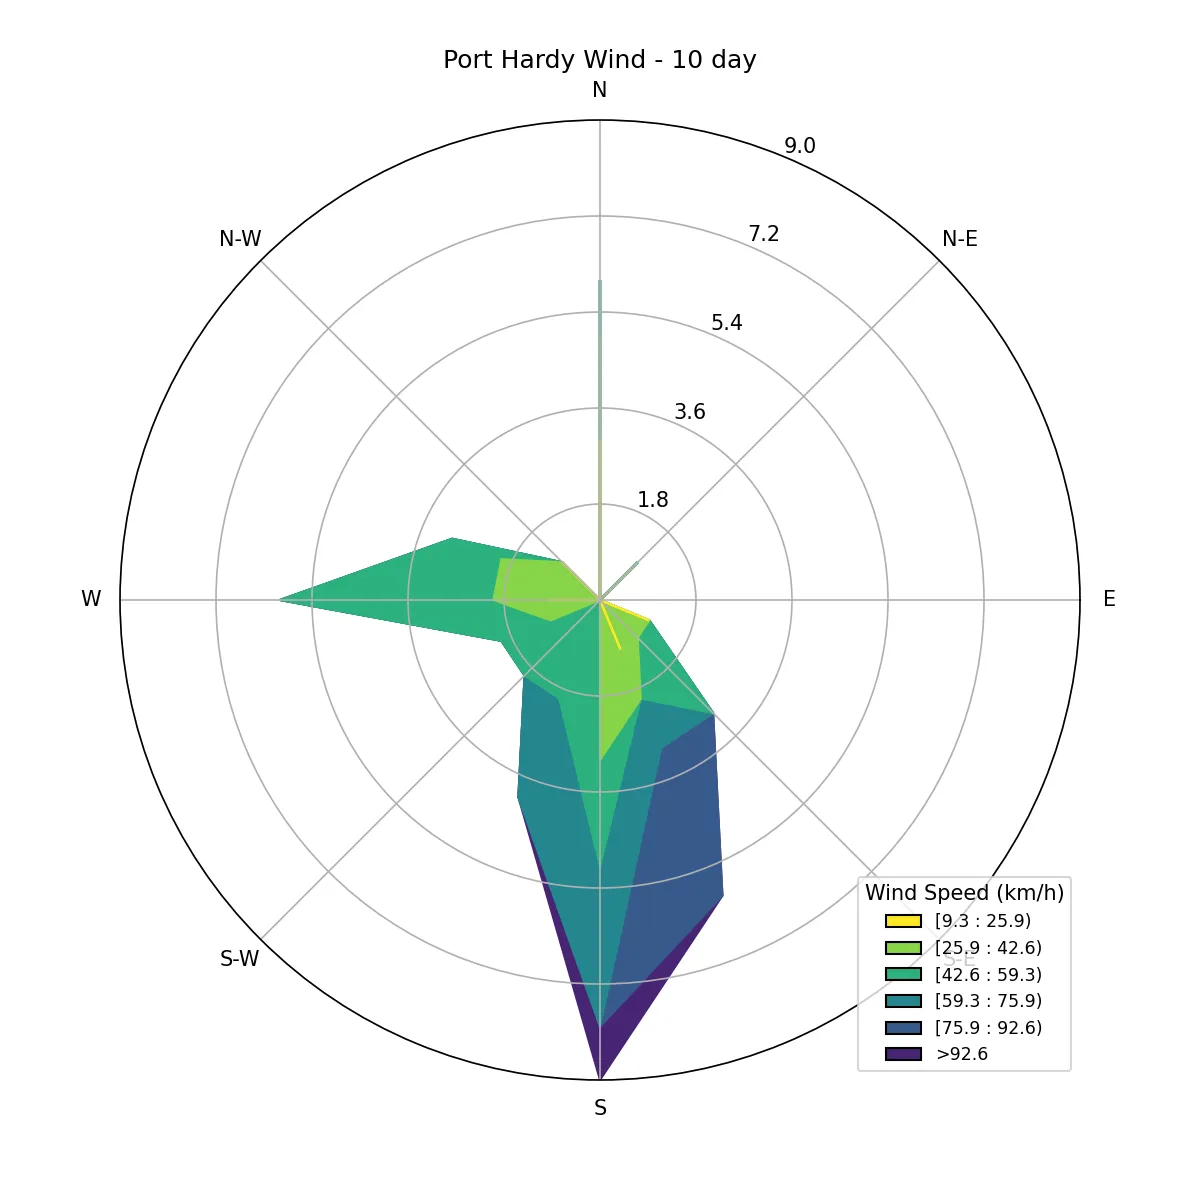 Port Hardy Wind - 10 day
N
9.0
N-W
N-E
7.2
5.4
3.6
1.8
W
E
Wind Speed (km/h)
[9.3 : 25.9)
[25.9 : 42.6)
S-W
S-E
[42.6 : 59.3)
[59.3 : 75.9)
[75.9 : 92.6)
>92.6
S